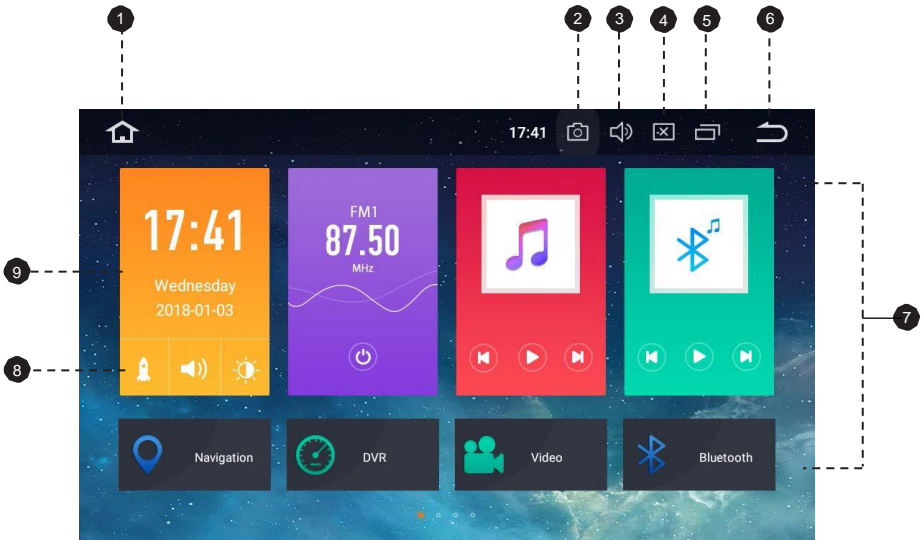 1 2 3 4 5 6
17:41
17:41
Wednesday
2018-01-03
FM1
87.50
MHz
9
7
8
Navigation
DVR
Video
Bluetooth